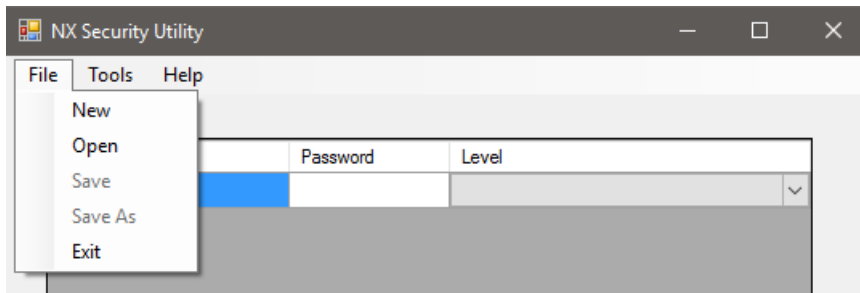 NX Security Utility
File Tools Help
New
Open
Password Level
Save
Save As
Exit